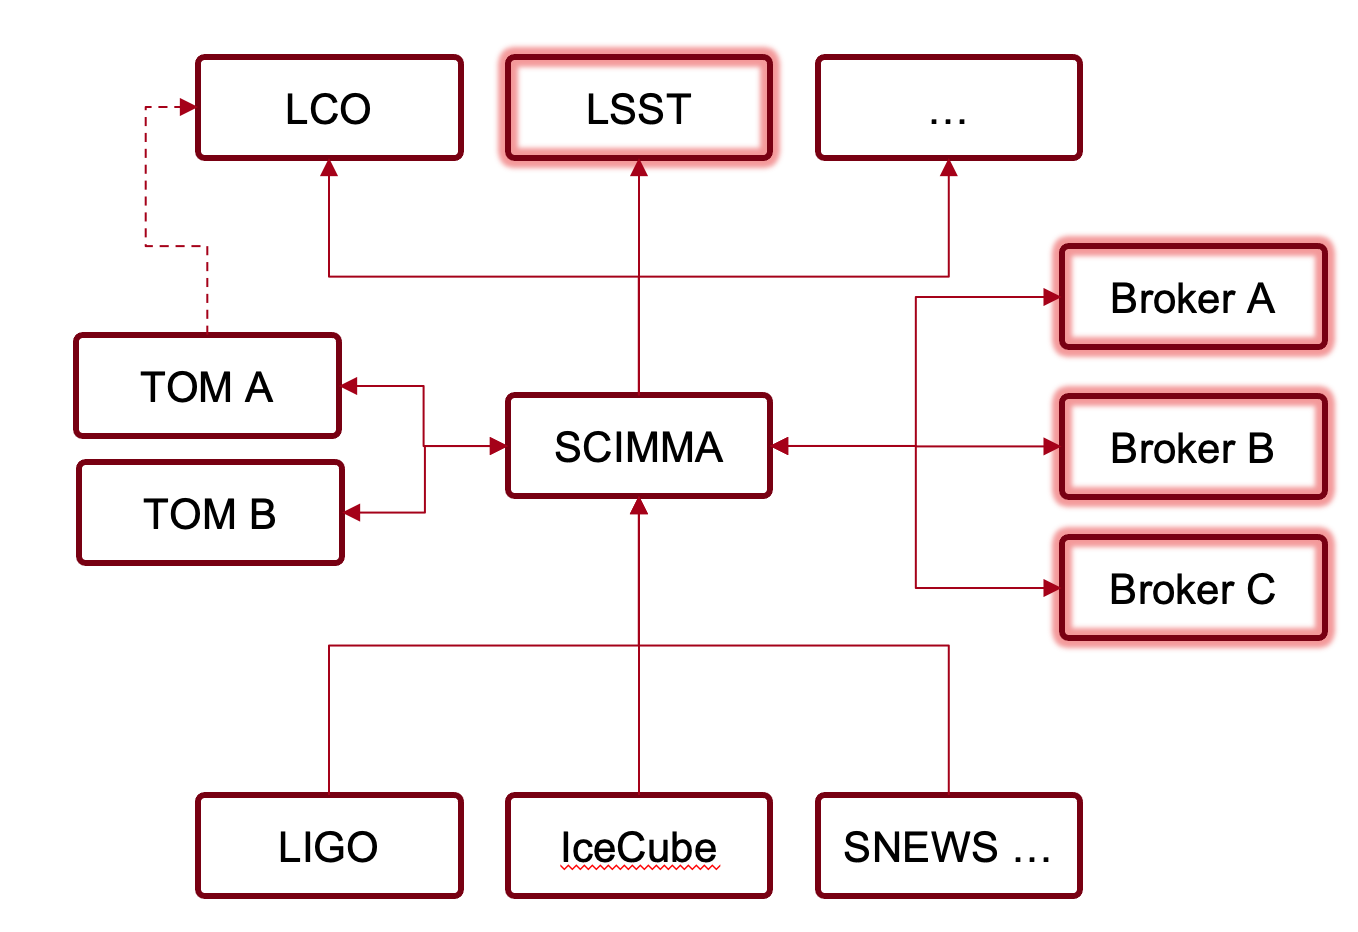 LCO
LSST
...
Broker A
TOM A
SCIMMA
Broker B
TOM B
Broker C
LIGO
IceCube
SNEWS ...